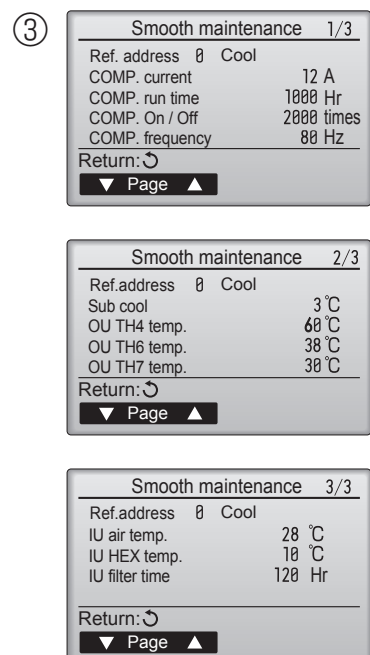 ③
Smooth maintenance 1/3
Ref. address 0 Cool
COMP. current 12 A
COMP. run time 1000 Hr
COMP. On / Off 2000 times
COMP. frequency 80 Hz
Return:↺
▼ Page ▲
Smooth maintenance 2/3
Ref.address 0 Cool
Sub cool 3℃
OU TH4 temp. 60℃
OU TH6 temp. 38℃
OU TH7 temp. 30℃
Return:↺
▼ Page ▲
Smooth maintenance 3/3
Ref.address 0 Cool
IU air temp. 28 ℃
IU HEX temp. 10 ℃
IU filter time 120 Hr
Return:↺
▼ Page ▲